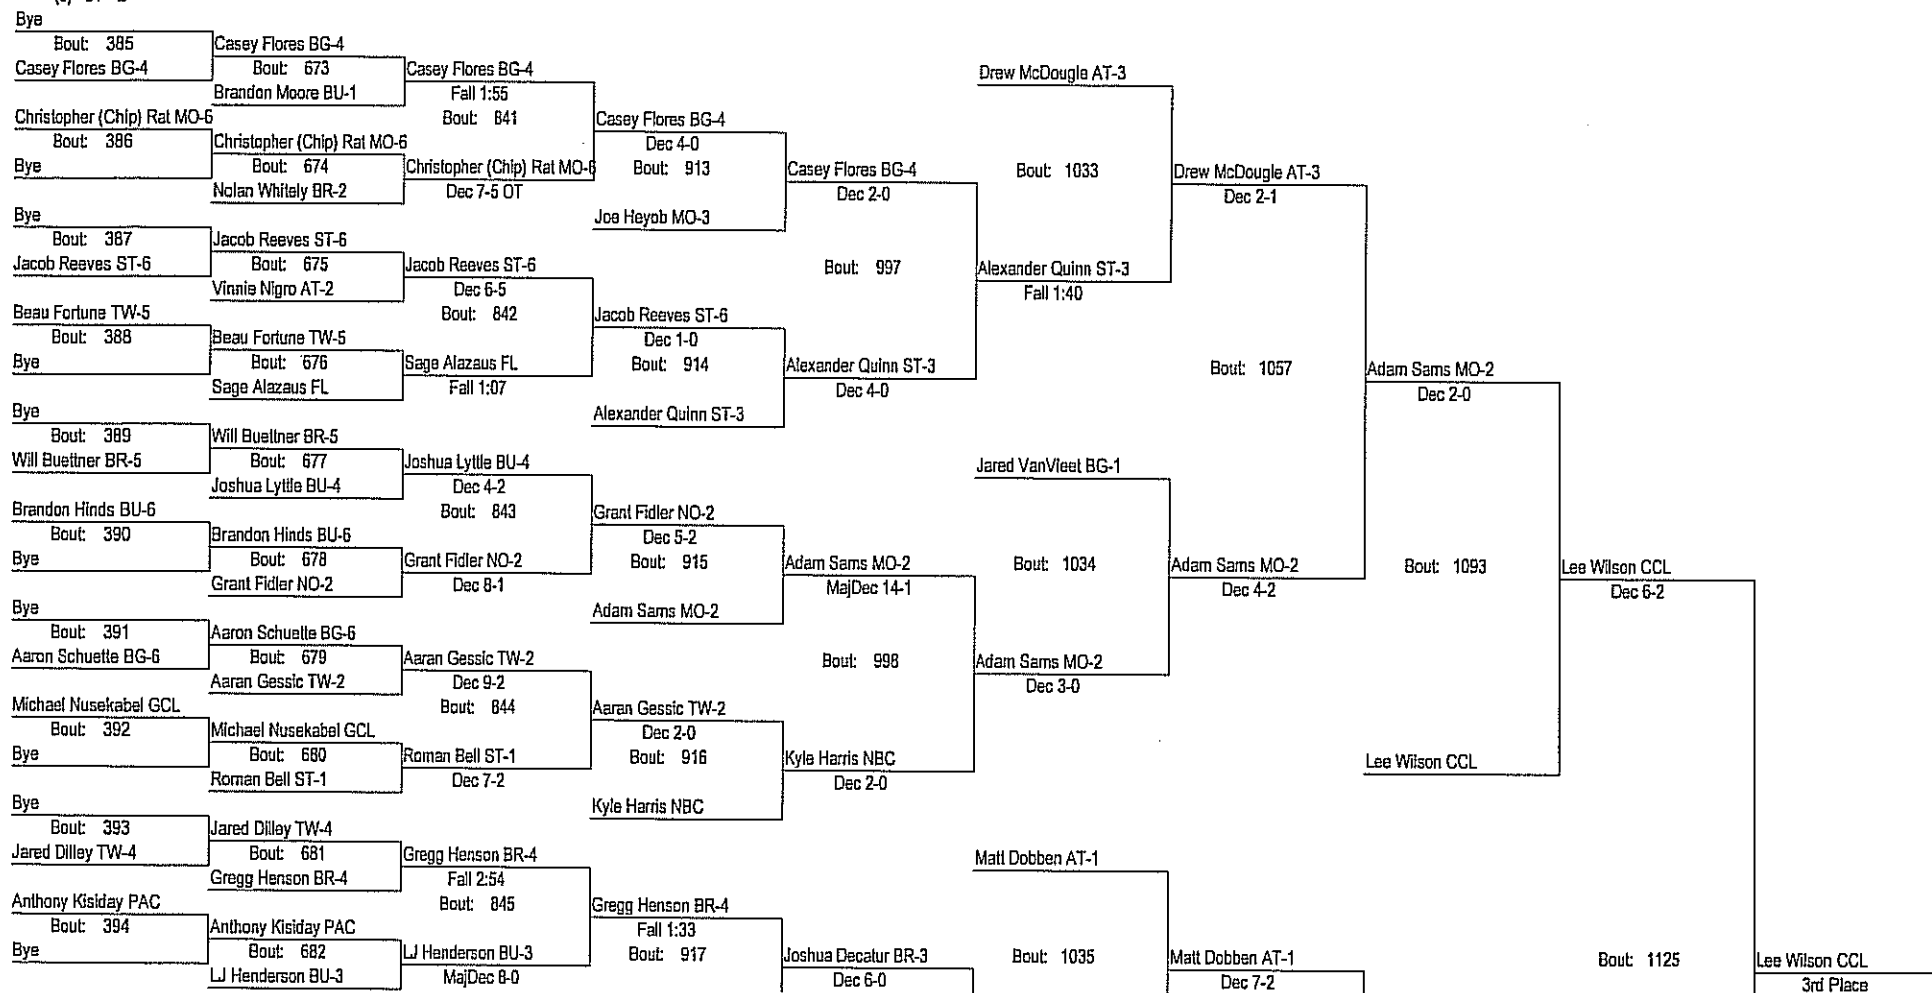 Bye
Bout: 385
Casey Flores BG-4
Christopher (Chip) Rat MO-6
Bout: 386
Bye
Bye
Bout: 387
Jacob Reeves ST-6
Beau Fortune TW-5
Bout: 388
Bye
Bye
Bout: 389
Will Buettner BR-5
Brandon Hinds BU-6
Bout: 390
Bye
Bye
Bout: 391
Aaron Schuette BG-6
Michael Nusekabel GCL
Bout: 392
Bye
Bye
Bout: 393
Jared Dilley TW-4
Anthony Kisiday PAC
Bout: 394
Bye
Casey Flores BG-4
Bout: 673
Brandon Moore BU-1
Christopher (Chip) Rat MO-6
Bout: 674
Nolan Whitely BR-2
Jacob Reeves ST-6
Bout: 675
Vinnie Nigro AT-2
Beau Fortune TW-5
Bout: 676
Sage Alazaus FL
Will Buettner BR-5
Bout: 677
Joshua Lyttle BU-4
Brandon Hinds BU-6
Bout: 678
Grant Fidler NO-2
Aaron Schuette BG-6
Bout: 679
Aaran Gessic TW-2
Michael Nusekabel GCL
Bout: 680
Roman Bell ST-1
Jared Dilley TW-4
Bout: 681
Gregg Henson BR-4
Anthony Kisiday PAC
Bout: 682
LJ Henderson BU-3
Casey Flores BG-4
Fall 1:55
Bout: 841
Christopher (Chip) Rat MO-6
Dec 7-5 OT
Jacob Reeves ST-6
Dec 6-5
Bout: 842
Sage Alazaus FL
Fall 1:07
Joshua Lyttle BU-4
Dec 4-2
Bout: 843
Grant Fidler NO-2
Dec 8-1
Aaran Gessic TW-2
Dec 9-2
Bout: 844
Roman Bell ST-1
Dec 7-2
Gregg Henson BR-4
Fall 2:54
Bout: 845
LJ Henderson BU-3
MajDec 8-0
Casey Flores BG-4
Dec 4-0
Bout: 913
Joe Heyob MO-3
Jacob Reeves ST-6
Dec 1-0
Bout: 914
Alexander Quinn ST-3
Grant Fidler NO-2
Dec 5-2
Bout: 915
Adam Sams MO-2
Aaran Gessic TW-2
Dec 2-0
Bout: 916
Kyle Harris NBC
Gregg Henson BR-4
Fall 1:33
Bout: 917
Casey Flores BG-4
Dec 2-0
Bout: 997
Alexander Quinn ST-3
Dec 4-0
Adam Sams MO-2
MajDec 14-1
Bout: 998
Kyle Harris NBC
Dec 2-0
Joshua Decatur BR-3
Dec 6-0
Drew McDougle AT-3
Bout: 1033
Alexander Quinn ST-3
Fall 1:40
Jared VanVleet BG-1
Bout: 1034
Adam Sams MO-2
Dec 3-0
Matt Dobben AT-1
Bout: 1035
Drew McDougle AT-3
Dec 2-1
Bout: 1057
Adam Sams MO-2
Dec 4-2
Matt Dobben AT-1
Dec 7-2
Adam Sams MO-2
Dec 2-0
Bout: 1093
Lee Wilson CCL
Lee Wilson CCL
Dec 6-2
Bout: 1125
Lee Wilson CCL
3rd Place